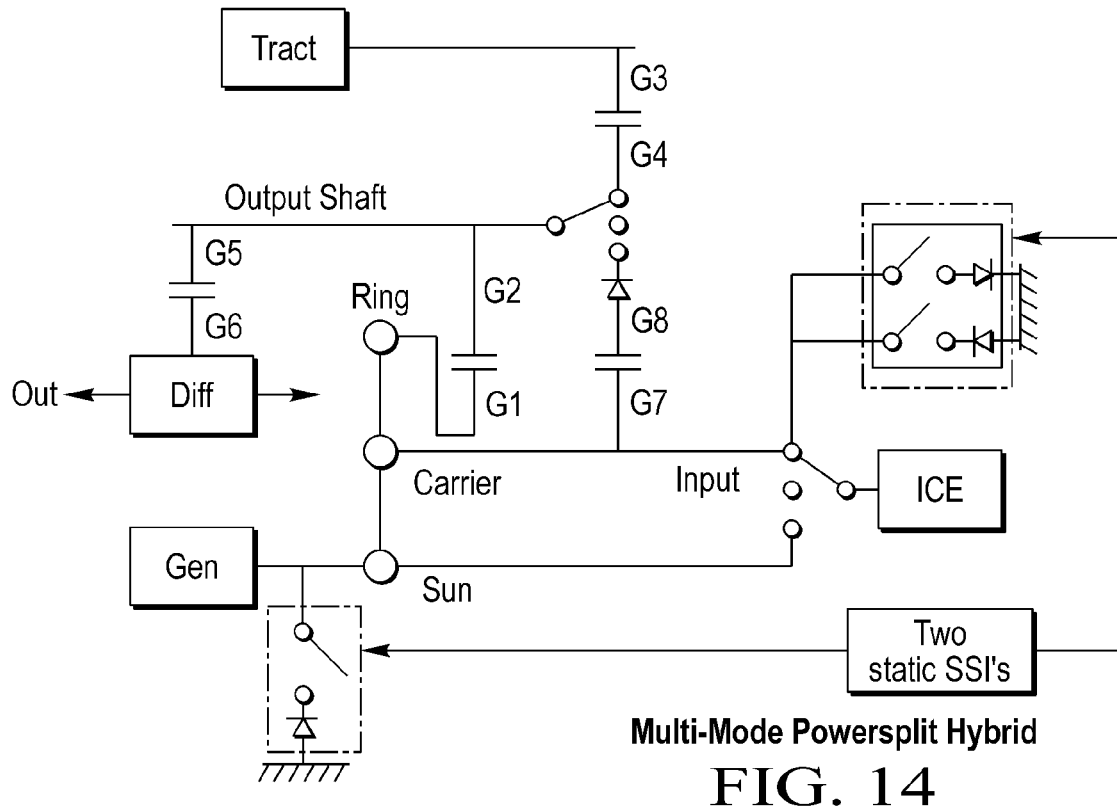 Tract
G3
G4
Output Shaft
G5
G2
Ring
G8
G6
G1
G7
Out
Diff
Carrier
Input
ICE
Gen
Sun
Two
static SSI's
Multi-Mode Powersplit Hybrid
FIG. 14